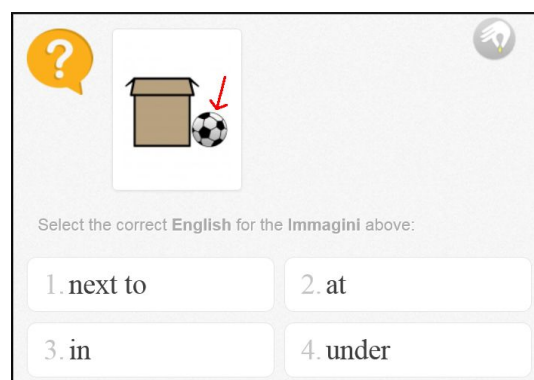 ?
Select the correct English for the Immagini above:
1. next to
2. at
3. in
4. under